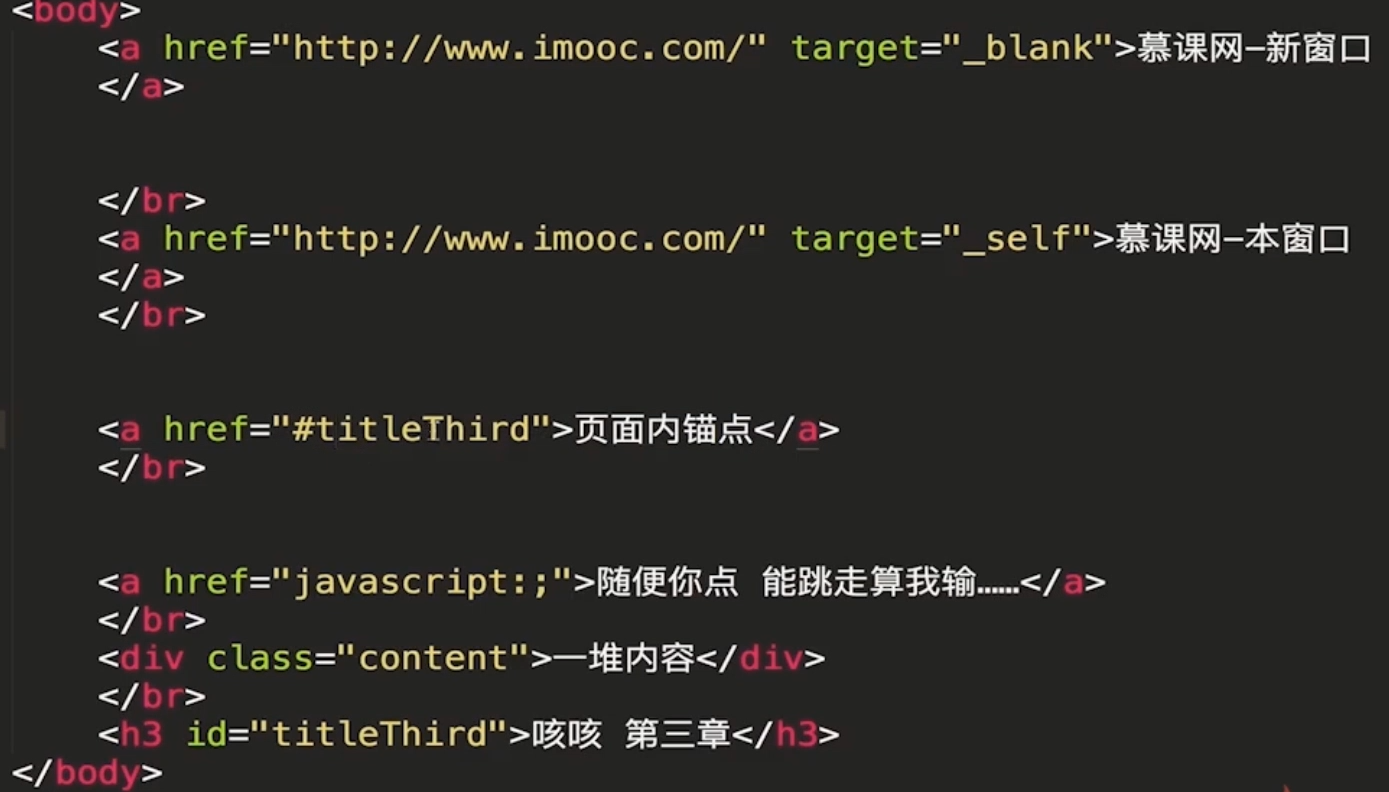 <body>
<a href="http://www.imooc.com/" target="_blank">慕课网-新窗口
</a>
</br>
<a href="http://www.imooc.com/" target="_self">慕课网-本窗口
</a>
</br>
<a href="#titleThird">页面内锚点</a>
</br>
<a href="javascript:;">随便你点 能跳走算我输……</a>
</br>
<div class="content">一堆内容</div>
</br>
<h3 id="titleThird">咳咳 第三章</h3>
</body>